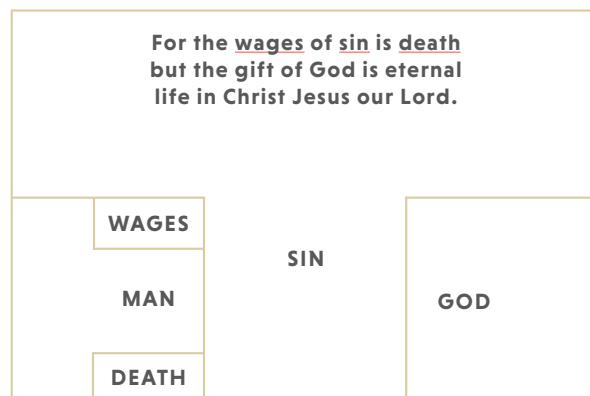 For the wages of sin is death
but the gift of God is eternal
life in Christ Jesus our Lord.
WAGES
SIN
MAN
GOD
DEATH